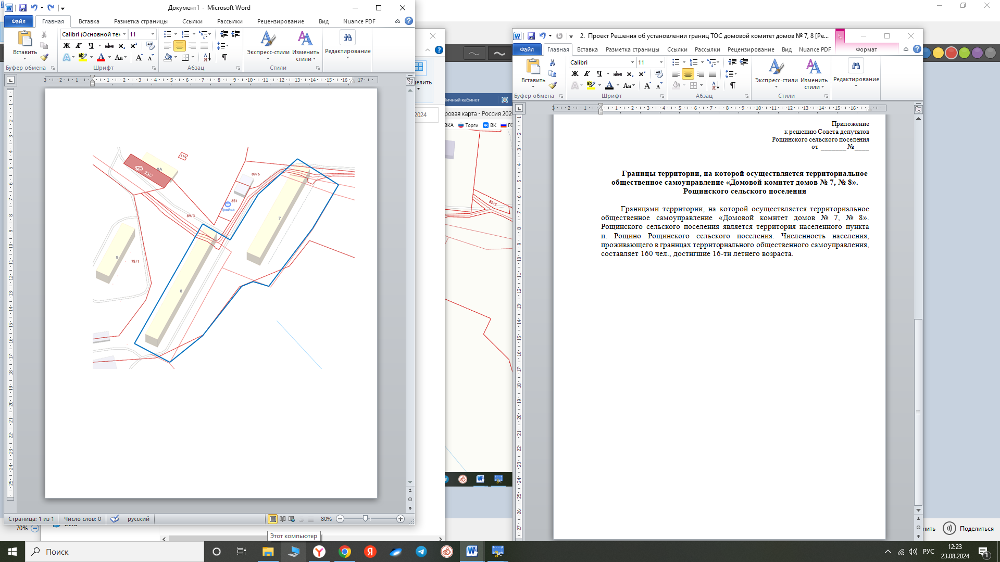 Документ1 - Microsoft Word
Файл Главная Вставка Разметка страницы Ссылки Рассылки Рецензирование Вид Nuance PDF
Calibri (Основной тек 11
Вставить
Экспресс-стили
Изменить стили
Редактирование
Буфер обмена Шрифт Абзац Стили
756
1859
8А
119
89/6
851
Тройка
89/3
7
9
75/1
8
Страница: 1 из 1 Число слов: 0 русский 80%
70%
Этот компьютер
2024
Личный кабинет
ровая карта - Россия 202
ВКА Торги ВК
89/5
2. Проект Решения об установлении границ ТОС домовой комитет домов № 7, 8 [Ре...
Файл Главная Вставка Разметка страницы Ссылки Рассылки Рецензирование Вид Nuance PDF Формат
Calibri 11
Вставить
Экспресс-стили
Изменить стили
Редактирование
Буфер обмена Шрифт Абзац Стили
Приложение
к решению Совета депутатов
Рощинского сельского поселения
от _______ №____
Границы территории, на которой осуществляется территориальное
общественное самоуправление «Домовой комитет домов № 7, № 8».
Рощинского сельского поселения
Границами территории, на которой осуществляется территориальное
общественное самоуправление «Домовой комитет домов № 7, № 8».
Рощинского сельского поселения является территория населенного пункта
п. Рощино Рощинского сельского поселения. Численность населения,
проживающего в границах территориального общественного самоуправления,
составляет 160 чел., достигшие 16-ти летнего возраста.
Поделиться
Поиск
РУС
12:23
23.08.2024